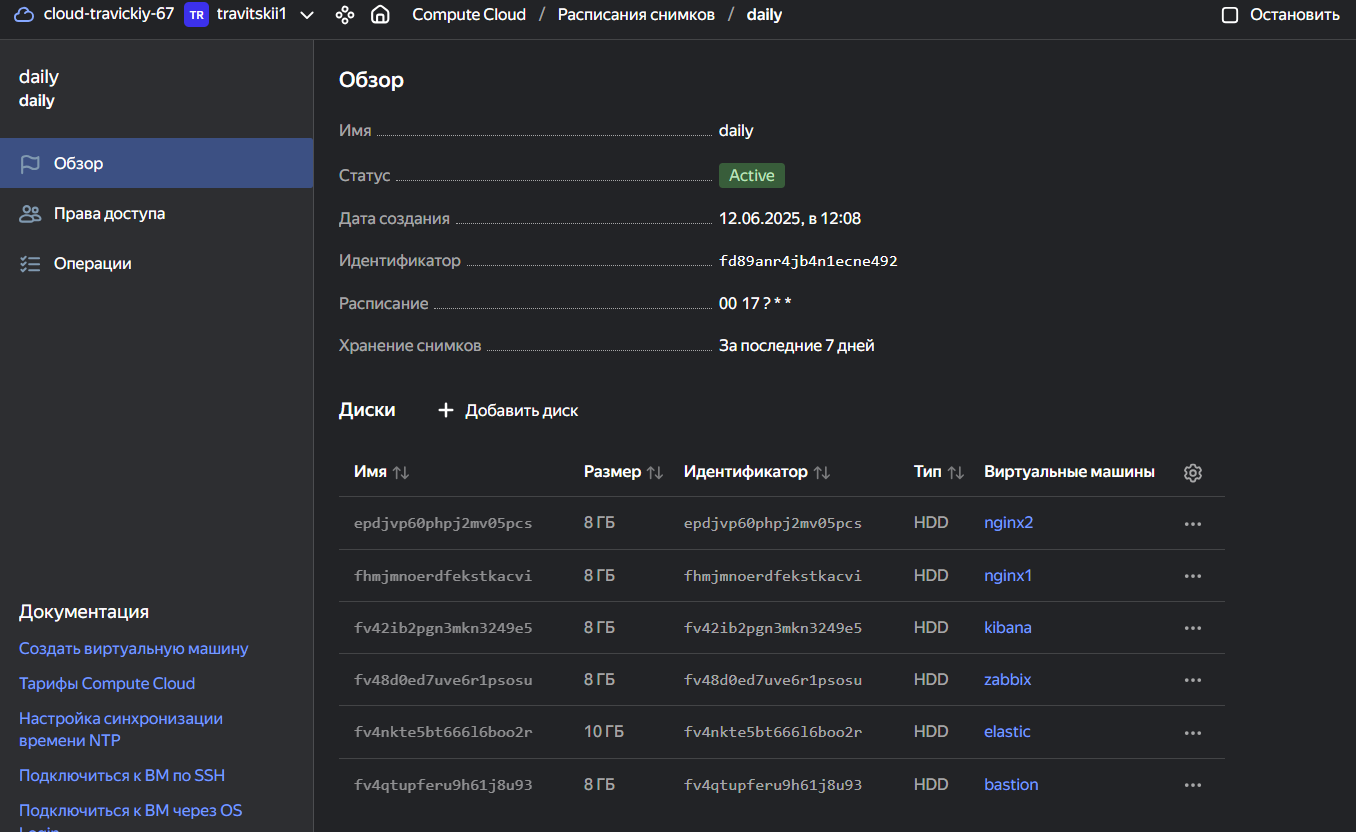 cloud-travickiy-67 TR travitskii1 Compute Cloud / Расписания снимков / daily Остановить
daily
daily
Обзор
Права доступа
Операции
Документация
Создать виртуальную машину
Тарифы Compute Cloud
Настройка синхронизации
времени NTP
Подключиться к ВМ по SSH
Подключиться к ВМ через OS
Login
Обзор
Имя daily
Статус Active
Дата создания 12.06.2025, в 12:08
Идентификатор fd89anr4jb4n1ecne492
Расписание 00 17 ? * *
Хранение снимков За последние 7 дней
Диски + Добавить диск
Имя Размер Идентификатор Тип Виртуальные машины
epdjvp60phpj2mv05pcs 8 ГБ epdjvp60phpj2mv05pcs HDD nginx2
fhmjmnoerdfekstkacvi 8 ГБ fhmjmnoerdfekstkacvi HDD nginx1
fv42ib2pgn3mkn3249e5 8 ГБ fv42ib2pgn3mkn3249e5 HDD kibana
fv48d0ed7uve6r1psosu 8 ГБ fv48d0ed7uve6r1psosu HDD zabbix
fv4nkte5bt666l6boo2r 10 ГБ fv4nkte5bt666l6boo2r HDD elastic
fv4qtupferu9h61j8u93 8 ГБ fv4qtupferu9h61j8u93 HDD bastion